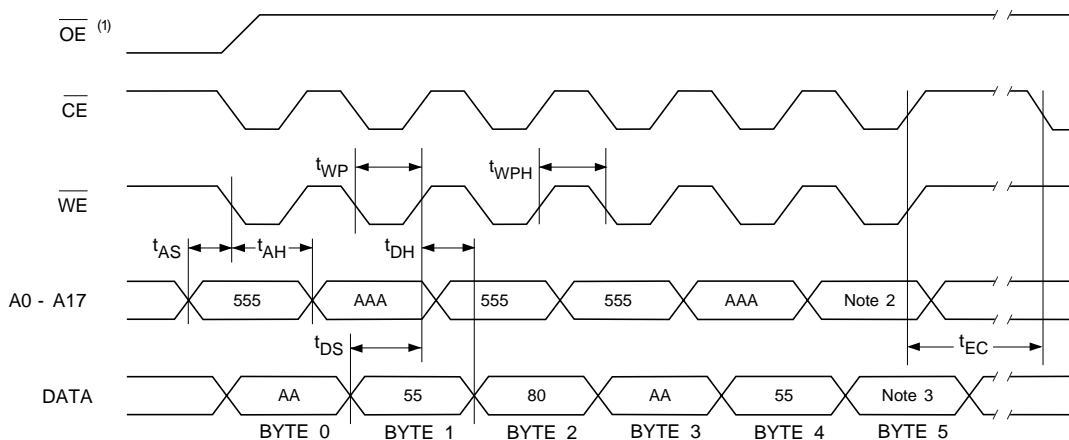 OE (1)
CE
tWP
tWPH
WE
tAS
tAH
tDH
A0 - A17
555
AAA
555
555
AAA
Note 2
tDS
tEC
DATA
AA
55
80
AA
55
Note 3
BYTE 0
BYTE 1
BYTE 2
BYTE 3
BYTE 4
BYTE 5